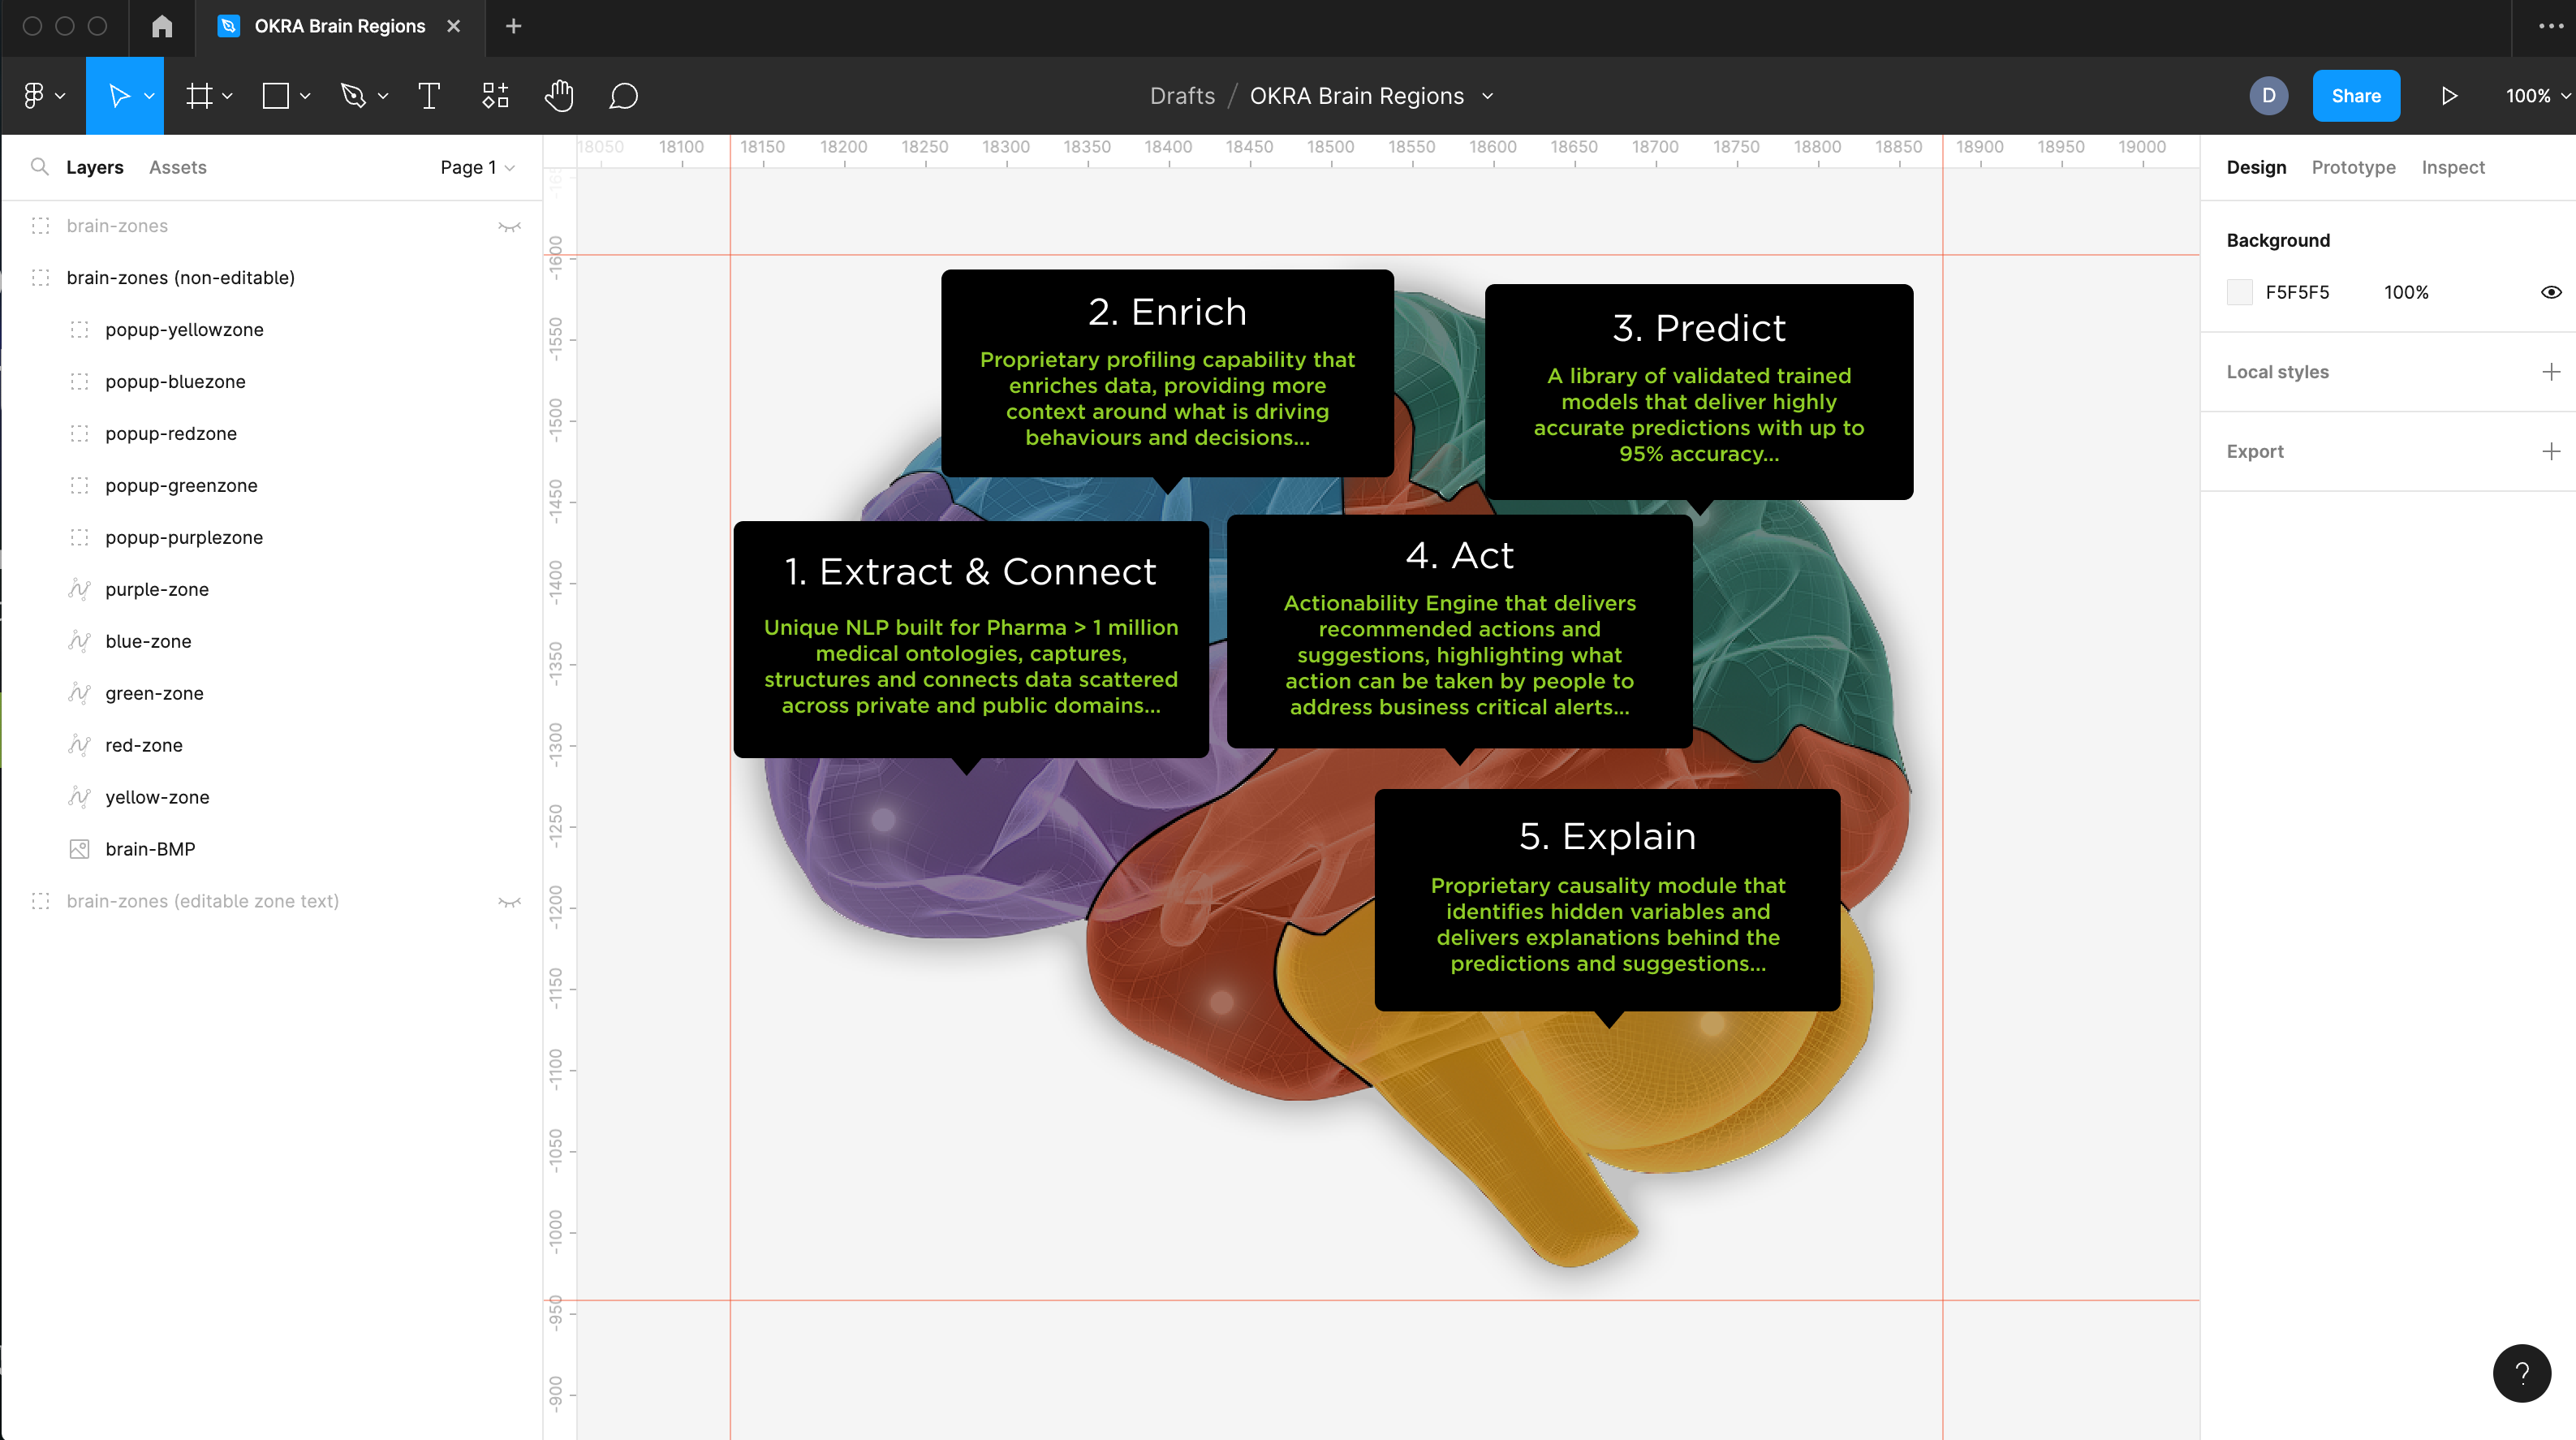 OKRA Brain Regions
Drafts / OKRA Brain Regions
D
Share
100%
Layers Assets Page 1
brain-zones
brain-zones (non-editable)
popup-yellowzone
popup-bluezone
popup-redzone
popup-greenzone
popup-purplezone
purple-zone
blue-zone
green-zone
red-zone
yellow-zone
brain-BMP
brain-zones (editable zone text)
18050 18100 18150 18200 18250 18300 18350 18400 18450 18500 18550 18600 18650 18700 18750 18800 18850 18900 18950 19000
-1600
-1550
-1500
-1450
-1400
-1350
-1300
-1250
-1200
-1150
-1100
-1050
-1000
-950
-900
2. Enrich
Proprietary profiling capability that
enriches data, providing more
context around what is driving
behaviours and decisions...
3. Predict
A library of validated trained
models that deliver highly
accurate predictions with up to
95% accuracy...
1. Extract & Connect
Unique NLP built for Pharma > 1 million
medical ontologies, captures,
structures and connects data scattered
across private and public domains...
4. Act
Actionability Engine that delivers
recommended actions and
suggestions, highlighting what
action can be taken by people to
address business critical alerts...
5. Explain
Proprietary causality module that
identifies hidden variables and
delivers explanations behind the
predictions and suggestions...
Design Prototype Inspect
Background
F5F5F5 100%
Local styles
Export
?